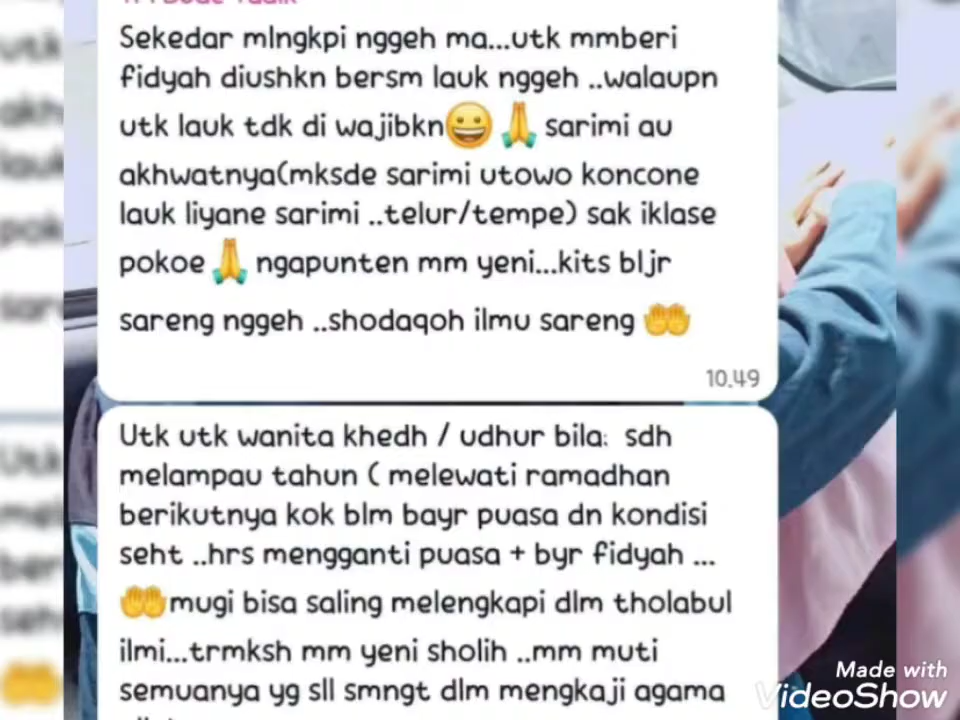 Sekedar mlngkpi nggeh ma...utk mmberi
fidyah diushkn bersm lauk nggeh ..walaupn
utk lauk tdk di wajibkn😀🙏 sarimi au
akhwatnya(mksde sarimi utowo koncone
lauk liyane sarimi ..telur/tempe) sak iklase
pokoe🙏 ngapunten mm yeni...kits bljr
sareng nggeh ..shodaqoh ilmu sareng 🤲
10.49
Utk utk wanita khedh / udhur bila: sdh
melampau tahun ( melewati ramadhan
berikutnya kok blm bayr puasa dn kondisi
seht ..hrs mengganti puasa + byr fidyah ...
🤲mugi bisa saling melengkapi dlm tholabul
ilmi...trmksh mm yeni sholih ..mm muti
semuanya yg sll smngt dlm mengkaji agama
Made with
VideoShow